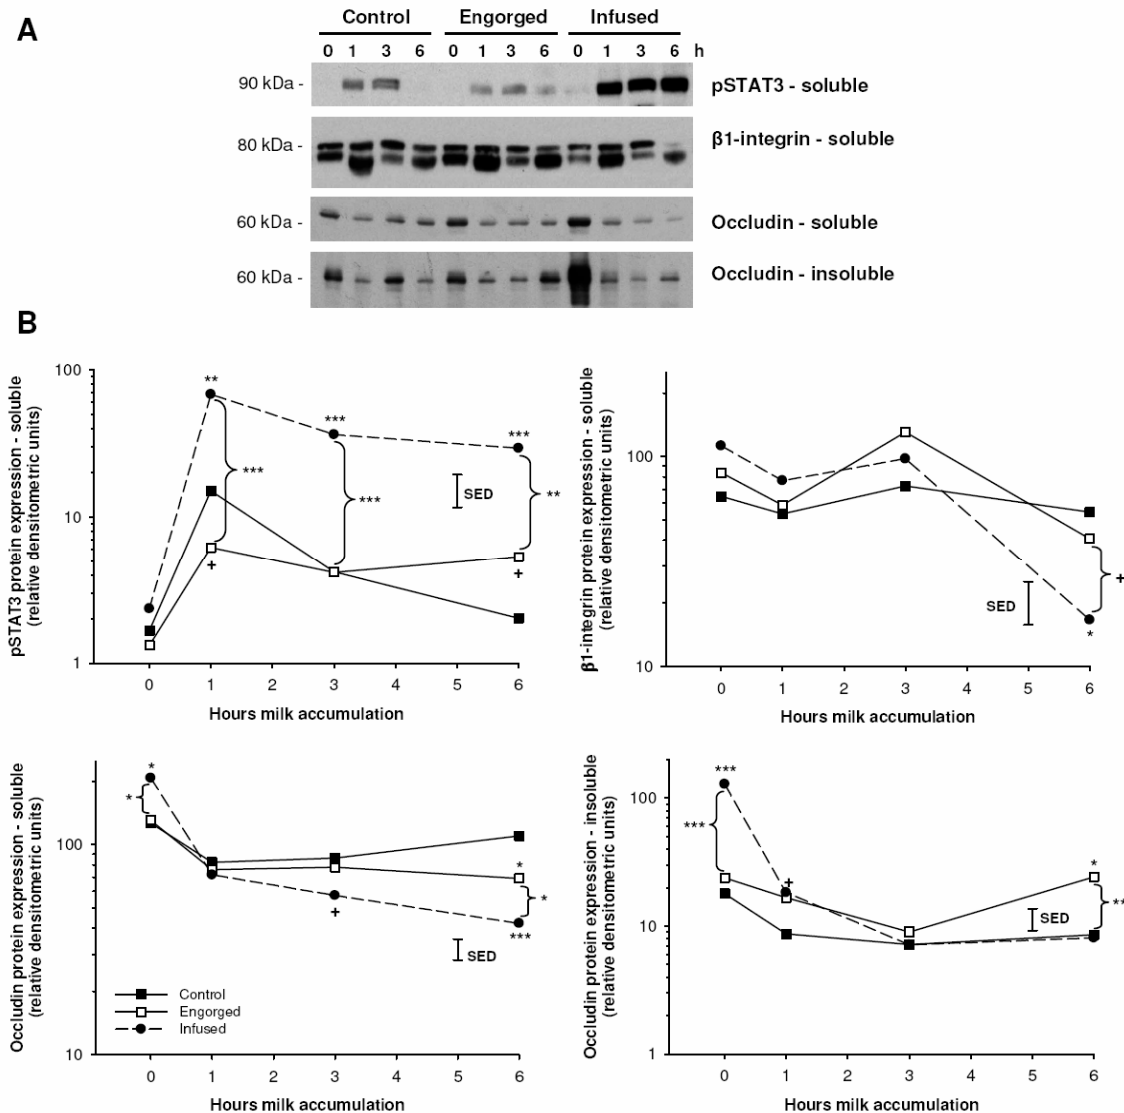 A
Control Engorged Infused
0 1 3 6 0 1 3 6 0 1 3 6 h
90 kDa - pSTAT3 - soluble
80 kDa - β1-integrin - soluble
60 kDa - Occludin - soluble
60 kDa - Occludin - insoluble
B
pSTAT3 protein expression - soluble
(relative densitometric units)
100
10
1
**
***
***
***
***
**
+
+
SED
0 1 2 3 4 5 6
Hours milk accumulation
β1-integrin protein expression - soluble
(relative densitometric units)
100
10
SED
+
*
0 1 2 3 4 5 6
Hours milk accumulation
Occludin protein expression - soluble
(relative densitometric units)
100
10
*
*
+
*
*
***
SED
Control
Engorged
Infused
0 1 2 3 4 5 6
Hours milk accumulation
Occludin protein expression - insoluble
(relative densitometric units)
100
10
1
***
***
+
*
**
SED
0 1 2 3 4 5 6
Hours milk accumulation